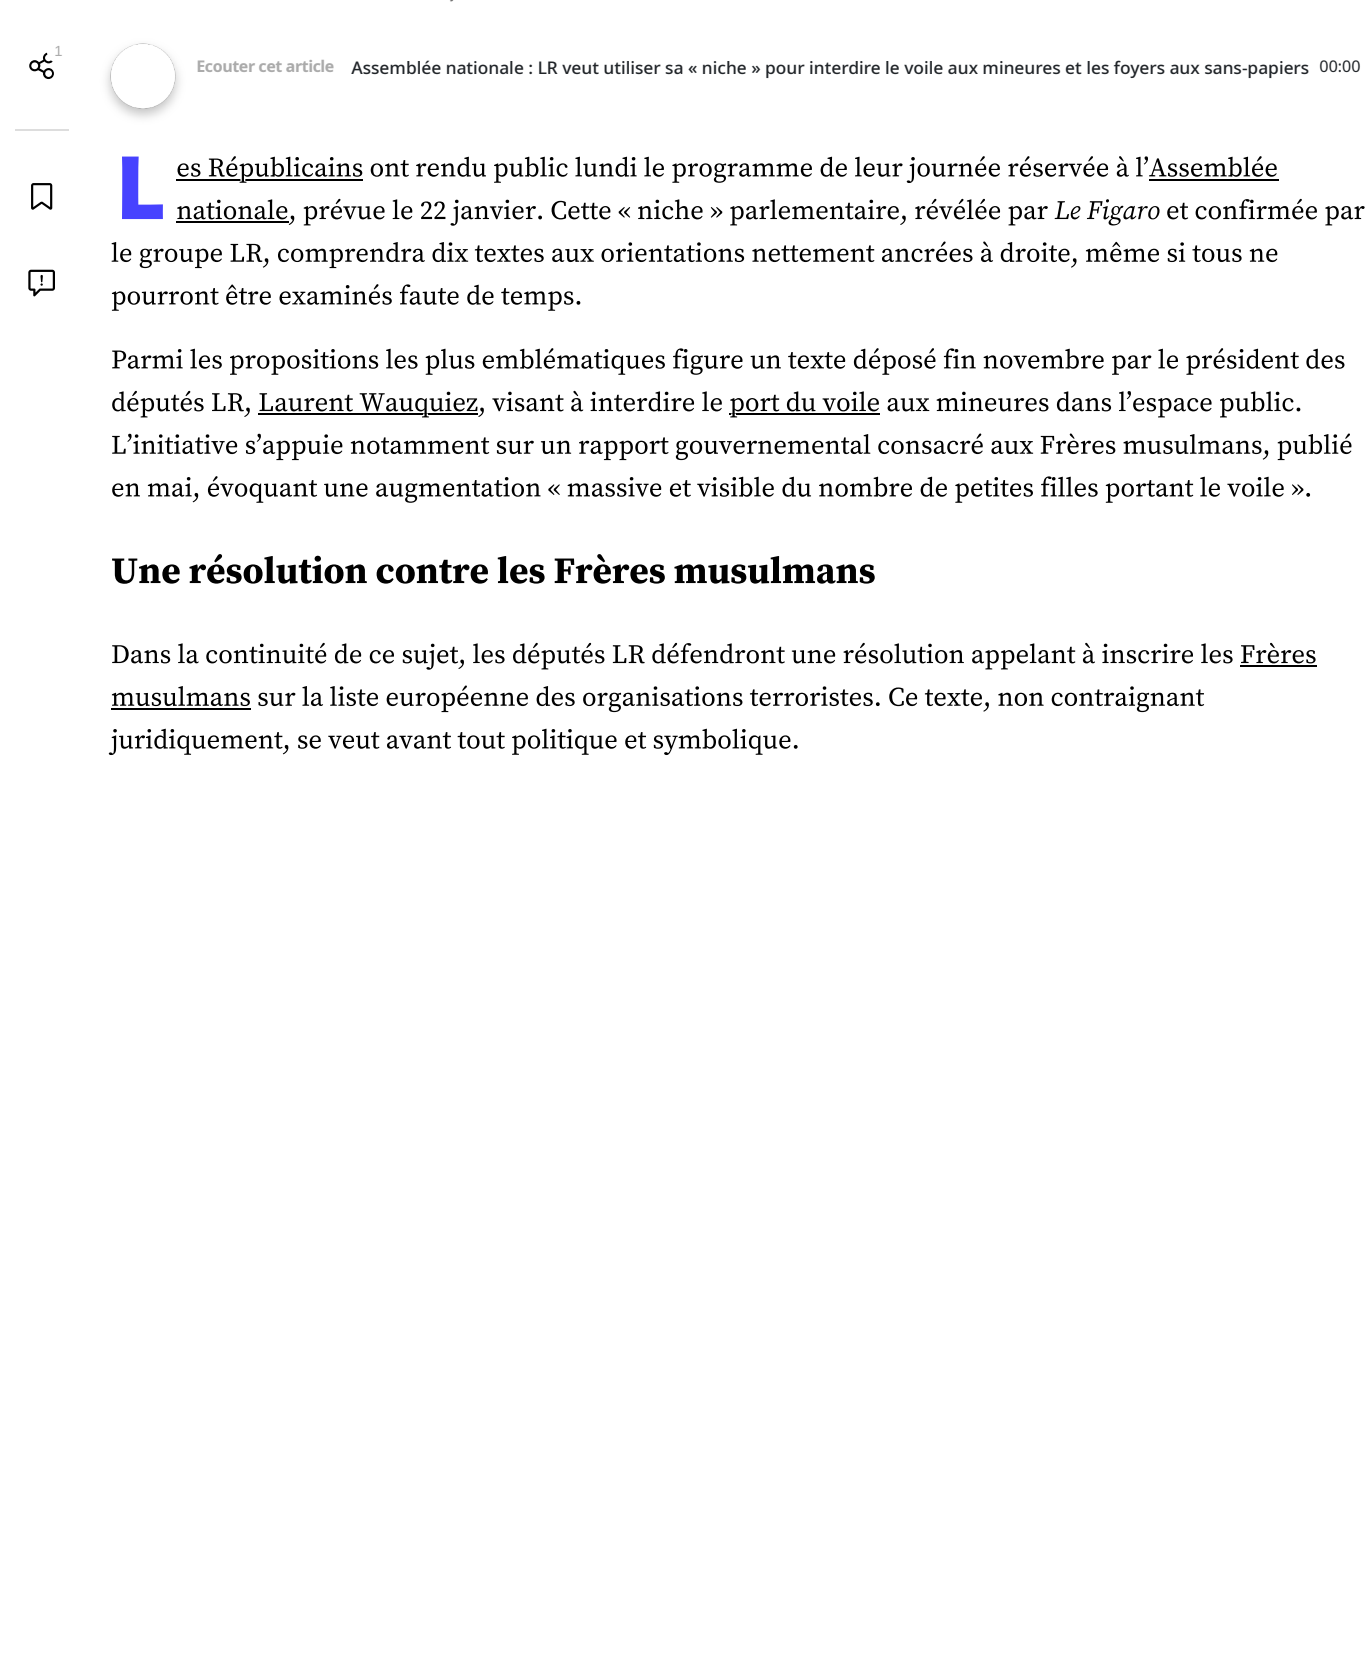 1
Ecouter cet article Assemblée nationale : LR veut utiliser sa « niche » pour interdire le voile aux mineures et les foyers aux sans-papiers 00:00
Les Républicains ont rendu public lundi le programme de leur journée réservée à l’Assemblée
nationale, prévue le 22 janvier. Cette « niche » parlementaire, révélée par Le Figaro et confirmée par
le groupe LR, comprendra dix textes aux orientations nettement ancrées à droite, même si tous ne
pourront être examinés faute de temps.
Parmi les propositions les plus emblématiques figure un texte déposé fin novembre par le président des
députés LR, Laurent Wauquiez, visant à interdire le port du voile aux mineures dans l’espace public.
L’initiative s’appuie notamment sur un rapport gouvernemental consacré aux Frères musulmans, publié
en mai, évoquant une augmentation « massive et visible du nombre de petites filles portant le voile ».
Une résolution contre les Frères musulmans
Dans la continuité de ce sujet, les députés LR défendront une résolution appelant à inscrire les Frères
musulmans sur la liste européenne des organisations terroristes. Ce texte, non contraignant
juridiquement, se veut avant tout politique et symbolique.